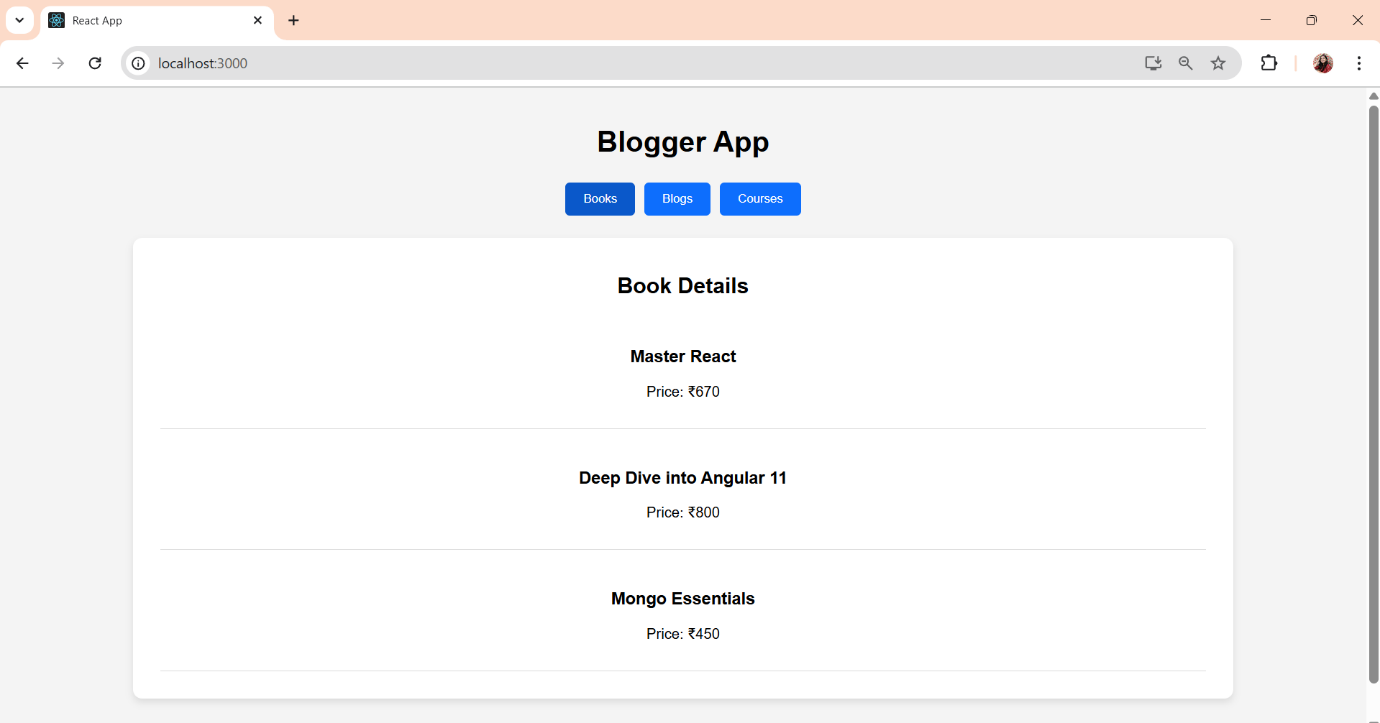 React App
localhost:3000
Blogger App
Books Blogs Courses
Book Details
Master React
Price: ₹670
Deep Dive into Angular 11
Price: ₹800
Mongo Essentials
Price: ₹450